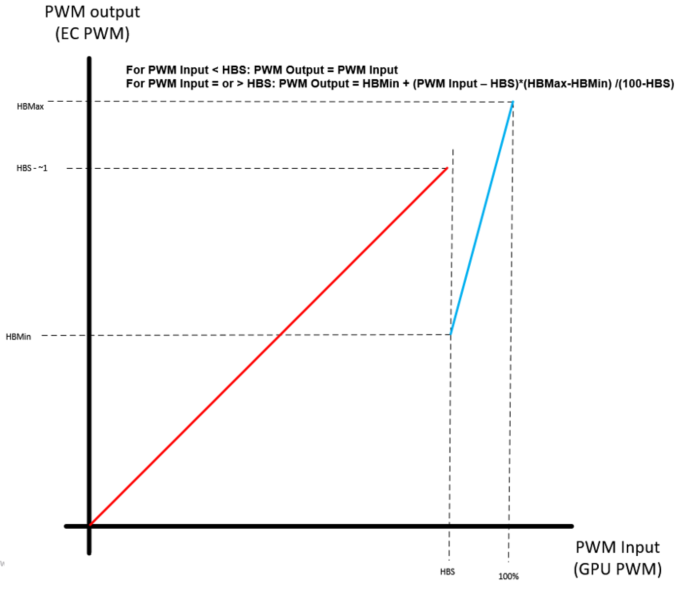 PWM output
(EC PWM)
For PWM Input < HBS: PWM Output = PWM Input
For PWM Input = or > HBS: PWM Output = HBMin + (PWM Input – HBS)*(HBMax-HBMin) /(100-HBS)
HBMax
HBS - ~1
HBMin
HBS
100%
PWM Input
(GPU PWM)